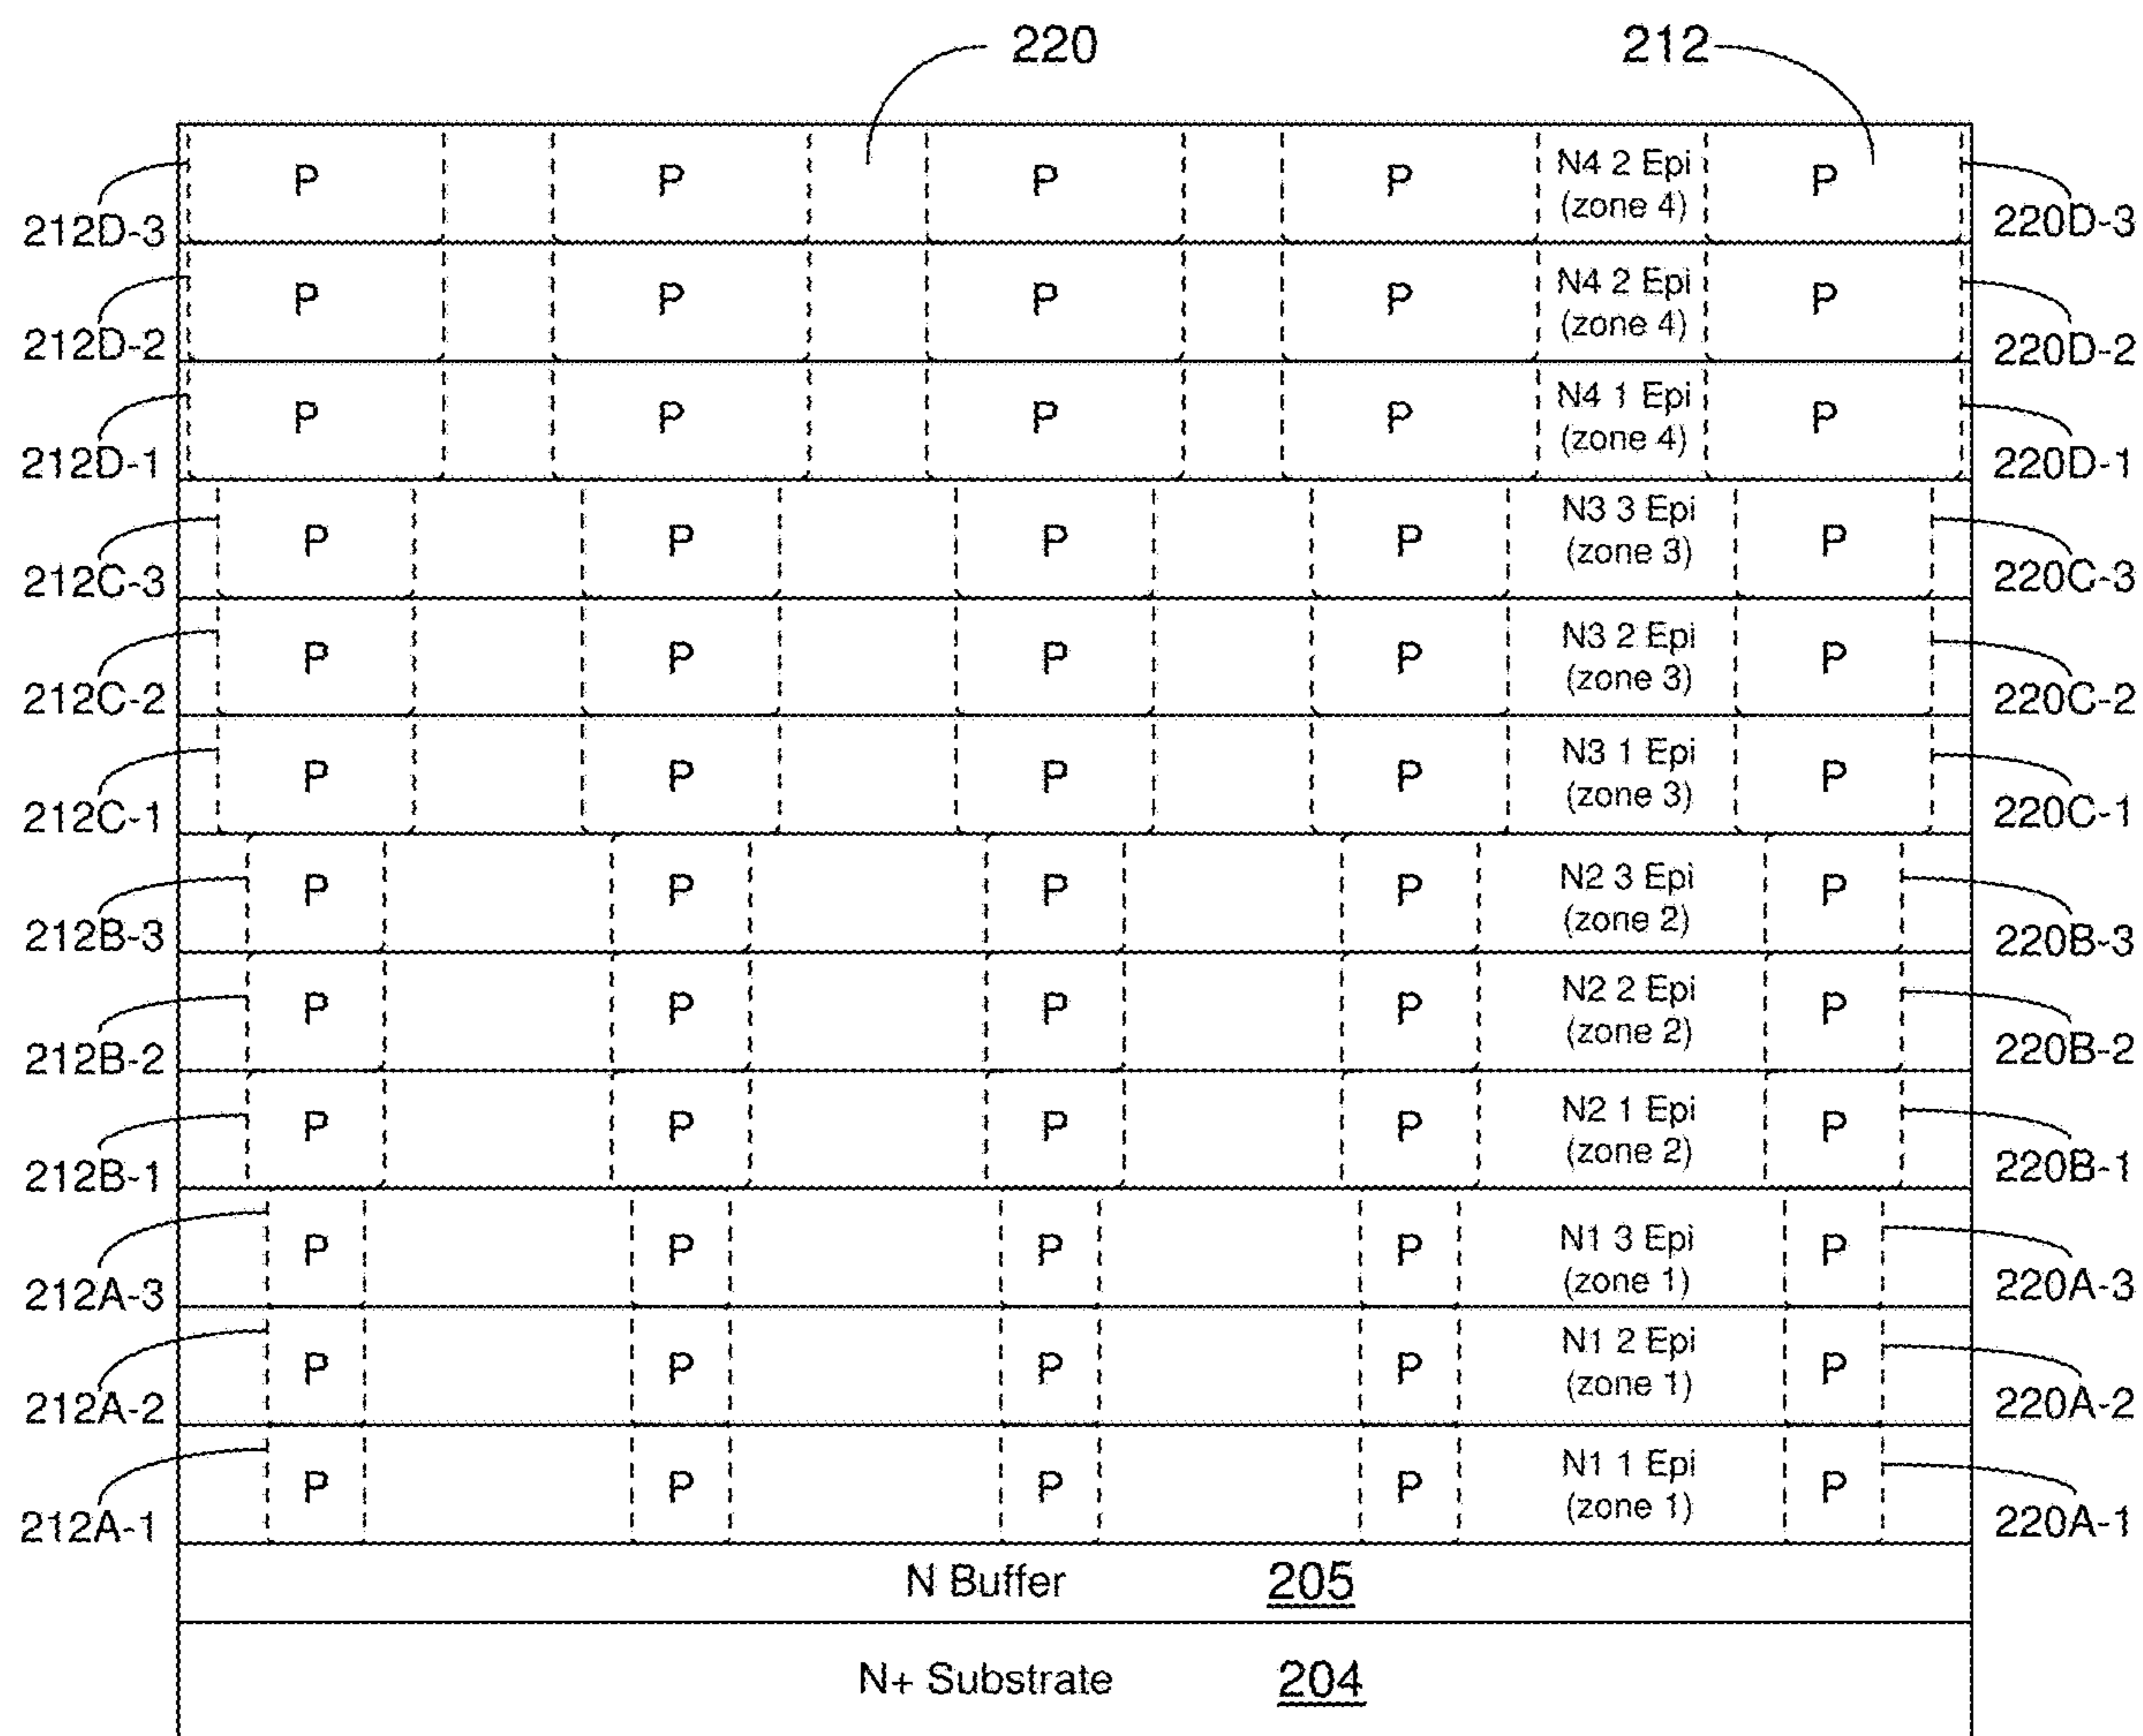 220 212
P P P P N4 2 Epi P
(zone 4)
212D-3 220D-3
P P P P N4 2 Epi P
(zone 4)
212D-2 220D-2
P P P P N4 1 Epi P
(zone 4)
212D-1 220D-1
P P P P N3 3 Epi P
(zone 3)
212C-3 220C-3
P P P P N3 2 Epi P
(zone 3)
212C-2 220C-2
P P P P N3 1 Epi P
(zone 3)
212C-1 220C-1
P P P P N2 3 Epi P
(zone 2)
212B-3 220B-3
P P P P N2 2 Epi P
(zone 2)
212B-2 220B-2
P P P P N2 1 Epi P
(zone 2)
212B-1 220B-1
P P P P N1 3 Epi P
(zone 1)
212A-3 220A-3
P P P P N1 2 Epi P
(zone 1)
212A-2 220A-2
P P P P N1 1 Epi P
(zone 1)
212A-1 220A-1
N Buffer 205
N+ Substrate 204